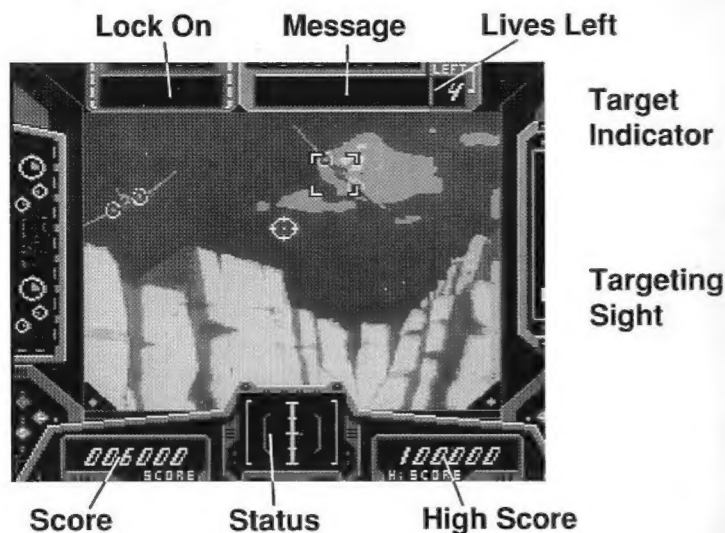 Lock On Message Lives Left
LEFT
4
Target
Indicator
Targeting
Sight
006000 100000
SCORE Hi SCORE
Score Status High Score